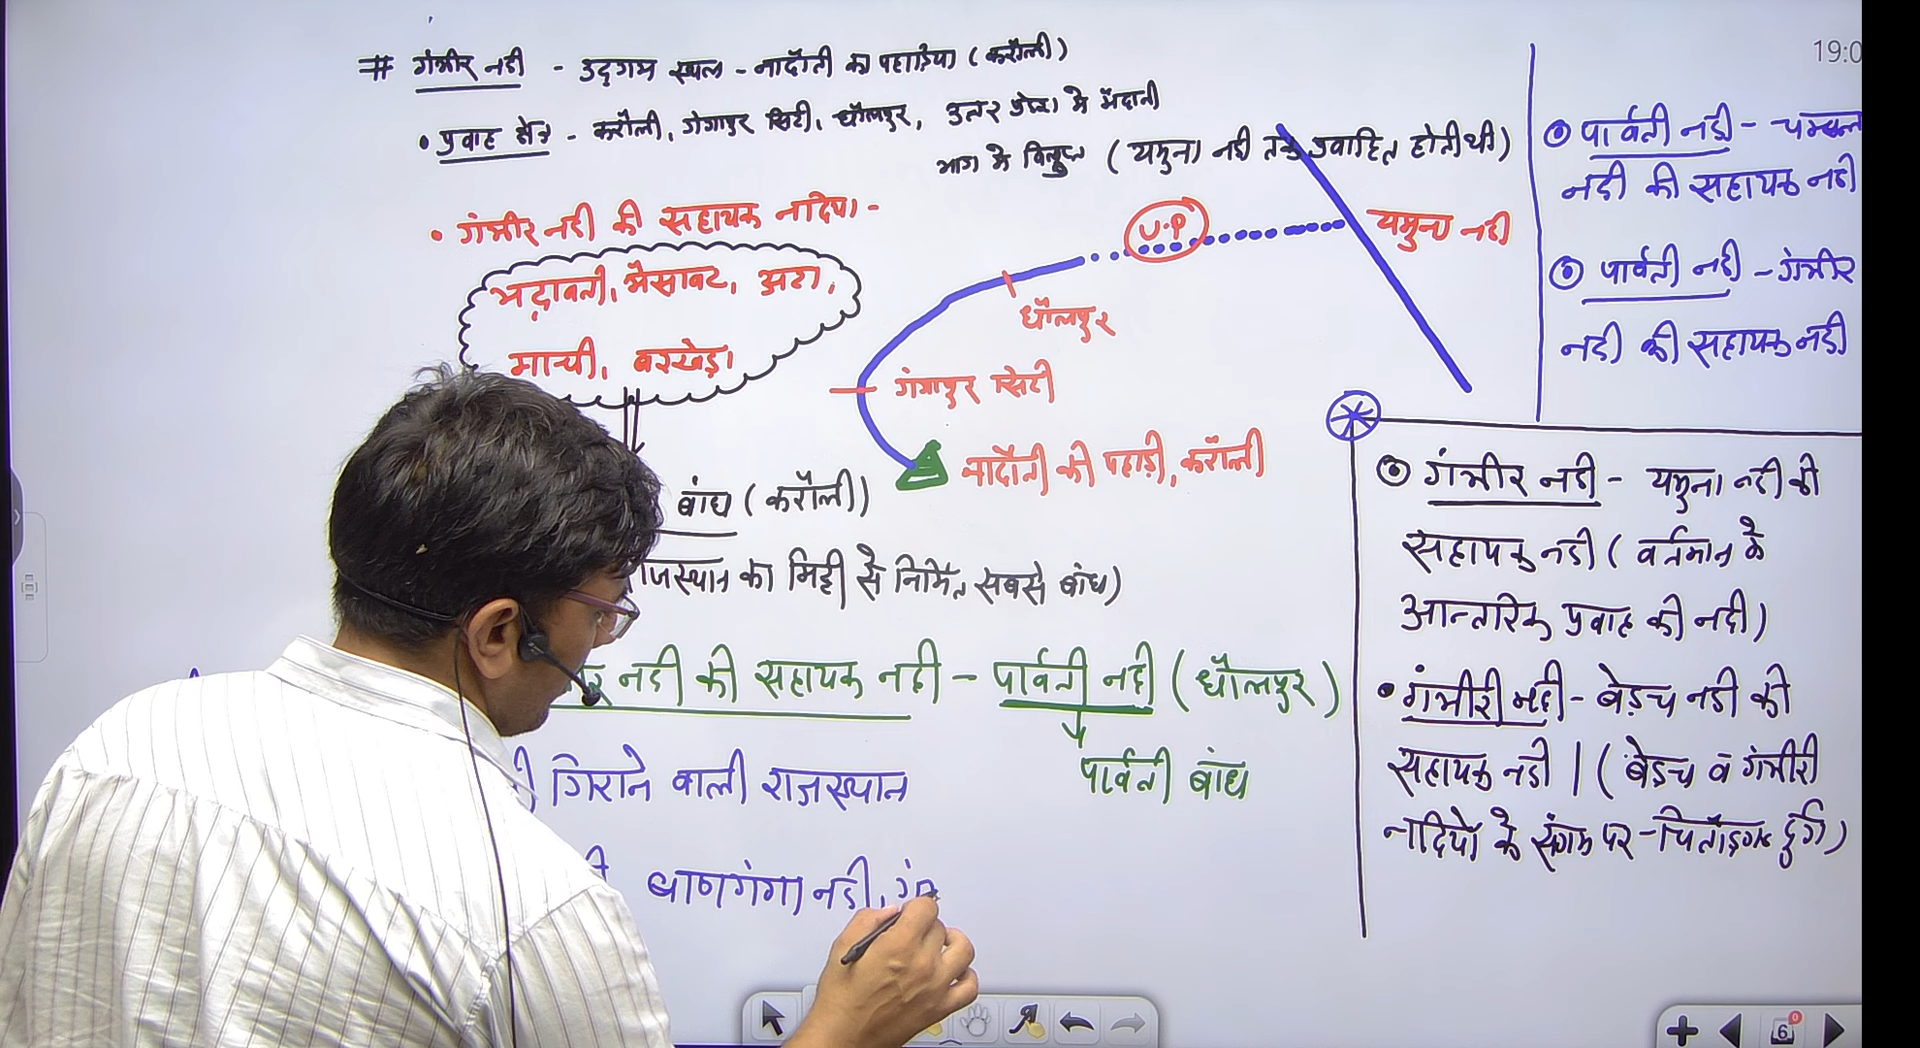 # गंभीर नदी - उद्गम स्थल - नादौती की पहाड़िया (करौली)
• प्रवाह क्षेत्र - करौली, गंगापुर सिटी, धौलपुर, उत्तर प्रदेश के मैदानी
भाग में विलुप्त (यमुना नदी तक प्रवाहित होती थी)
• गंभीर नदी की सहायक नदिया -
भद्रावती, भैसावट, अटा,
माची, बरखेड़ा
U.P
यमुना नदी
धौलपुर
गंगापुर सिटी
नादौती की पहाड़ी, करौली
बांध (करौली)
राजस्थान का मिट्टी से निर्मित सबसे बांध)
नदी की सहायक नदी - पार्वती नदी (धौलपुर)
पार्वती बांध
गिराने वाली राजस्थान
बाणगंगा नदी,
19:0
पार्वती नदी - चम्बल
नदी की सहायक नदी
पार्वती नदी - गंभीर
नदी की सहायक नदी
गंभीर नदी - यमुना नदी की
सहायक नदी (वर्तमान के
आन्तरिक प्रवाह की नदी)
• गंभीरी नदी - बेड़च नदी की
सहायक नदी | (बेडच व गंभीरी
नदियों के संगम पर - चितौड़गढ़ दुर्ग)
6
0